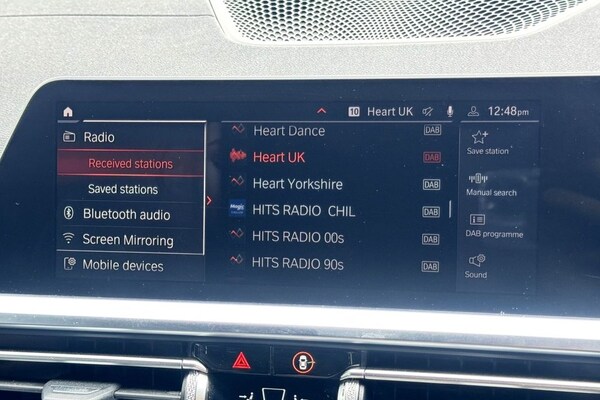 10 Heart UK 12:48pm
Radio
Received stations
Saved stations
Bluetooth audio
Screen Mirroring
Mobile devices
Heart Dance DAB
Heart UK DAB
Heart Yorkshire DAB
HITS RADIO CHIL DAB
HITS RADIO 00s DAB
HITS RADIO 90s DAB
Save station
Manual search
DAB programme
Sound